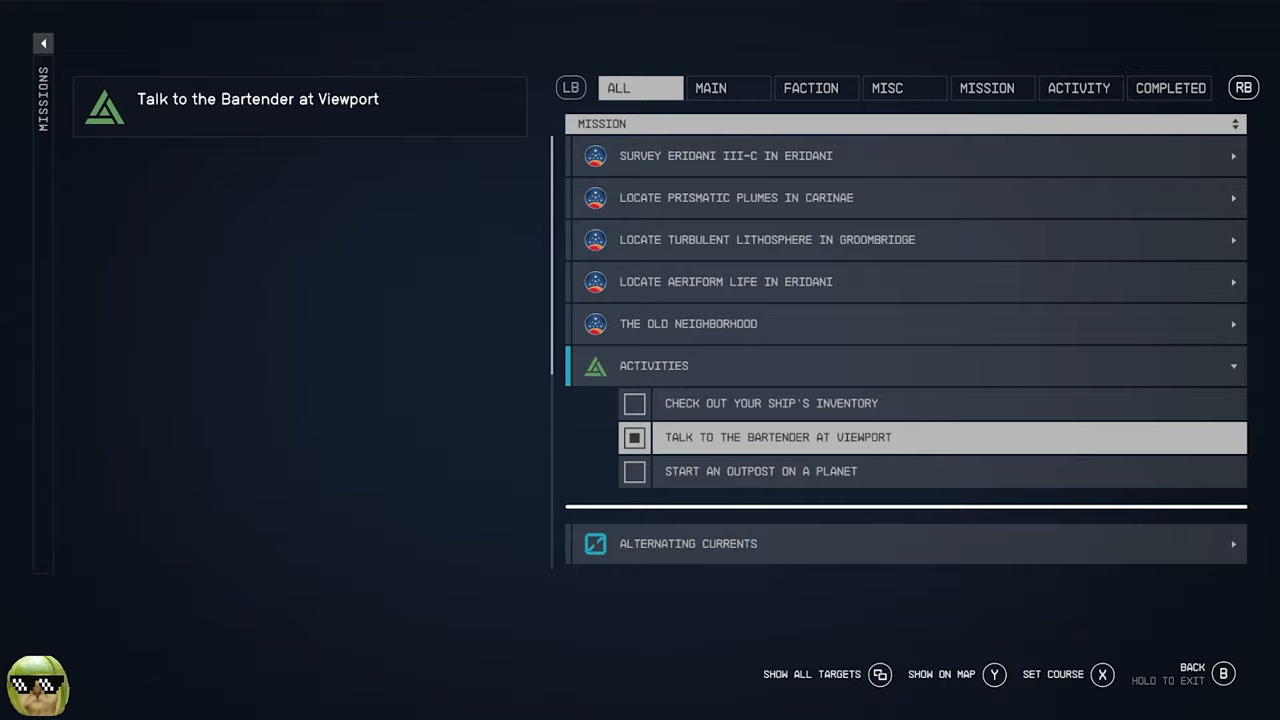 MISSIONS
Talk to the Bartender at Viewport
LB ALL MAIN FACTION MISC MISSION ACTIVITY COMPLETED RB
MISSION
SURVEY ERIDANI III-C IN ERIDANI
LOCATE PRISMATIC PLUMES IN CARINAE
LOCATE TURBULENT LITHOSPHERE IN GROOMBRIDGE
LOCATE AERIFORM LIFE IN ERIDANI
THE OLD NEIGHBORHOOD
ACTIVITIES
CHECK OUT YOUR SHIP'S INVENTORY
TALK TO THE BARTENDER AT VIEWPORT
START AN OUTPOST ON A PLANET
ALTERNATING CURRENTS
SHOW ALL TARGETS SHOW ON MAP Y SET COURSE X BACK B
HOLD TO EXIT